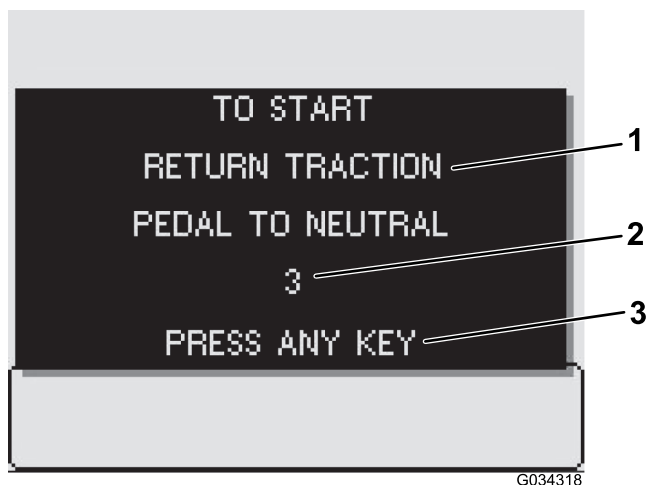 TO START
RETURN TRACTION
1
PEDAL TO NEUTRAL
2
3
3
PRESS ANY KEY
G034318